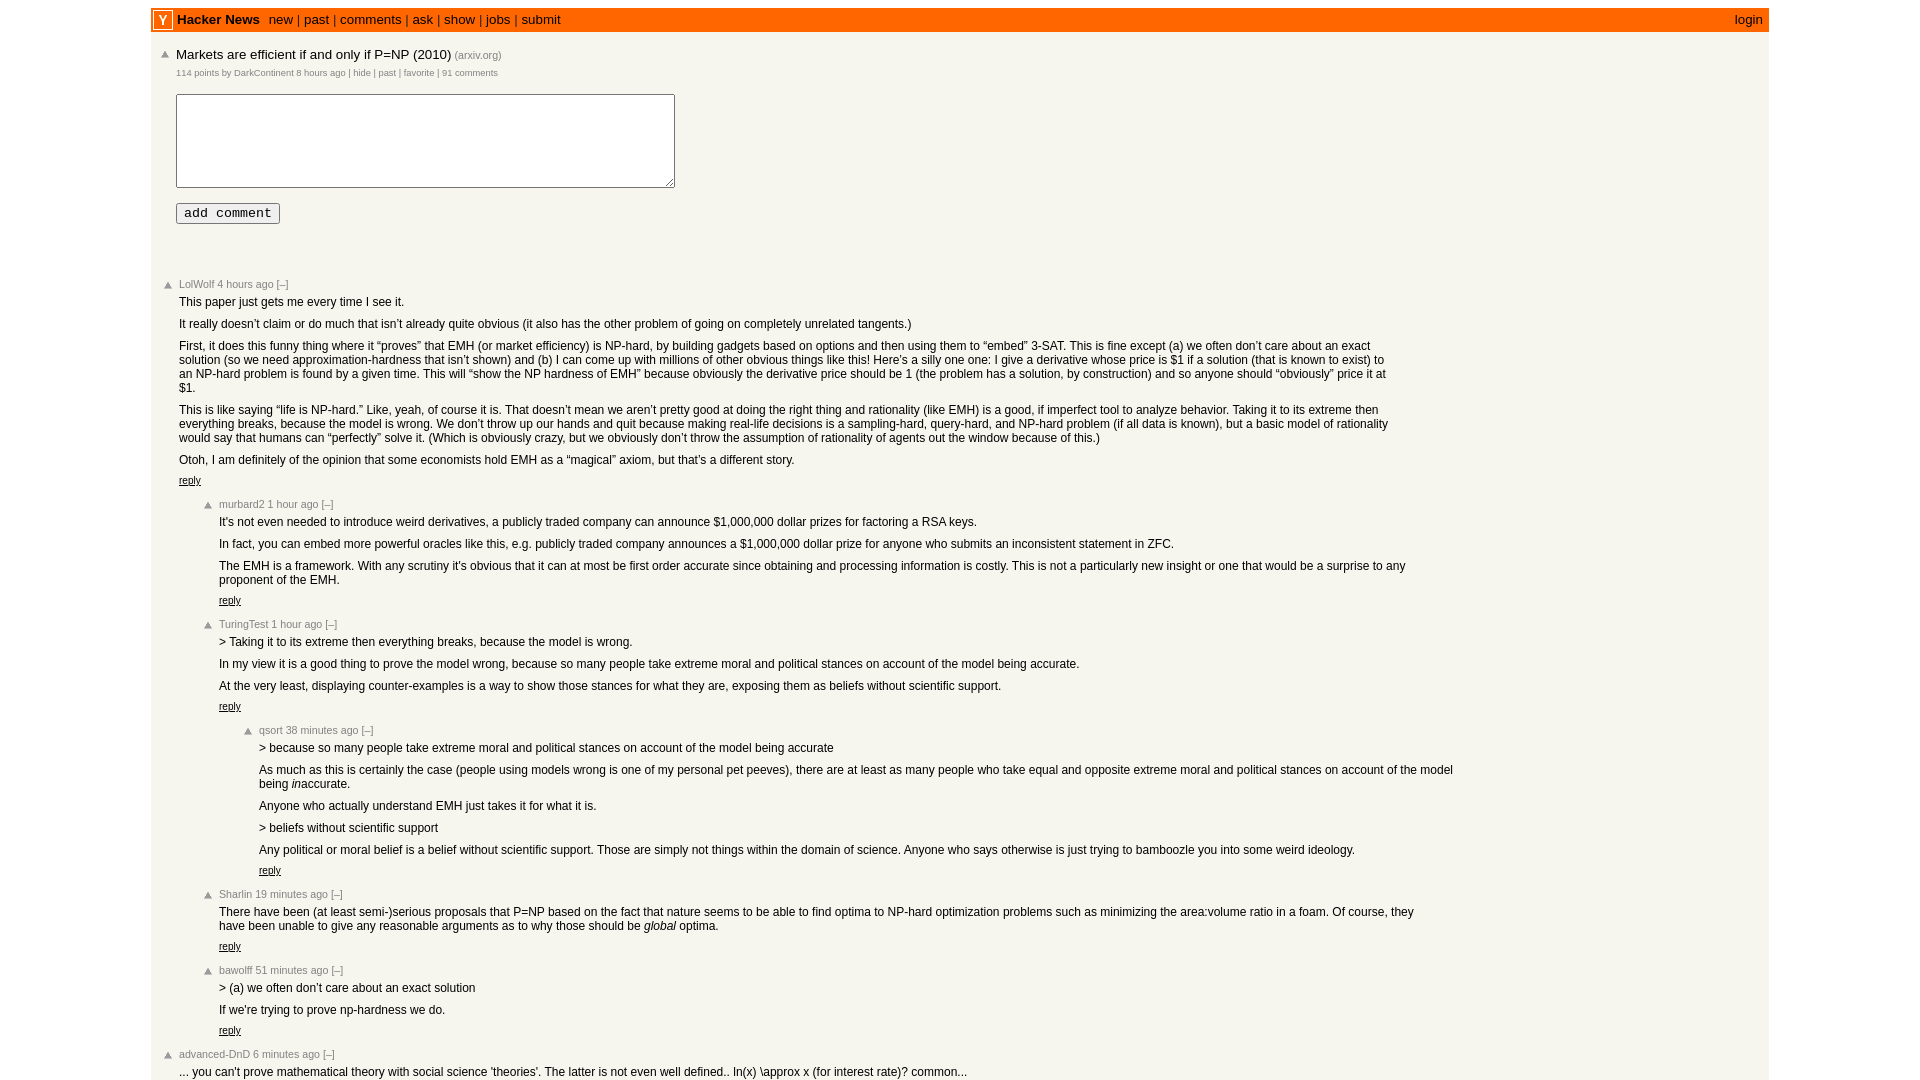 Y Hacker News new | past | comments | ask | show | jobs | submit login
Markets are efficient if and only if P=NP (2010) (arxiv.org)
114 points by DarkContinent 8 hours ago | hide | past | favorite | 91 comments
add comment
LolWolf 4 hours ago [–]
This paper just gets me every time I see it.
It really doesn’t claim or do much that isn’t already quite obvious (it also has the other problem of going on completely unrelated tangents.)
First, it does this funny thing where it “proves” that EMH (or market efficiency) is NP-hard, by building gadgets based on options and then using them to “embed” 3-SAT. This is fine except (a) we often don’t care about an exact
solution (so we need approximation-hardness that isn’t shown) and (b) I can come up with millions of other obvious things like this! Here’s a silly one one: I give a derivative whose price is $1 if a solution (that is known to exist) to
an NP-hard problem is found by a given time. This will “show the NP hardness of EMH” because obviously the derivative price should be 1 (the problem has a solution, by construction) and so anyone should “obviously” price it at
$1.
This is like saying “life is NP-hard.” Like, yeah, of course it is. That doesn’t mean we aren’t pretty good at doing the right thing and rationality (like EMH) is a good, if imperfect tool to analyze behavior. Taking it to its extreme then
everything breaks, because the model is wrong. We don’t throw up our hands and quit because making real-life decisions is a sampling-hard, query-hard, and NP-hard problem (if all data is known), but a basic model of rationality
would say that humans can “perfectly” solve it. (Which is obviously crazy, but we obviously don’t throw the assumption of rationality of agents out the window because of this.)
Otoh, I am definitely of the opinion that some economists hold EMH as a “magical” axiom, but that’s a different story.
reply
murbard2 1 hour ago [–]
It's not even needed to introduce weird derivatives, a publicly traded company can announce $1,000,000 dollar prizes for factoring a RSA keys.
In fact, you can embed more powerful oracles like this, e.g. publicly traded company announces a $1,000,000 dollar prize for anyone who submits an inconsistent statement in ZFC.
The EMH is a framework. With any scrutiny it's obvious that it can at most be first order accurate since obtaining and processing information is costly. This is not a particularly new insight or one that would be a surprise to any
proponent of the EMH.
reply
TuringTest 1 hour ago [–]
> Taking it to its extreme then everything breaks, because the model is wrong.
In my view it is a good thing to prove the model wrong, because so many people take extreme moral and political stances on account of the model being accurate.
At the very least, displaying counter-examples is a way to show those stances for what they are, exposing them as beliefs without scientific support.
reply
qsort 38 minutes ago [–]
> because so many people take extreme moral and political stances on account of the model being accurate
As much as this is certainly the case (people using models wrong is one of my personal pet peeves), there are at least as many people who take equal and opposite extreme moral and political stances on account of the model
being inaccurate.
Anyone who actually understand EMH just takes it for what it is.
> beliefs without scientific support
Any political or moral belief is a belief without scientific support. Those are simply not things within the domain of science. Anyone who says otherwise is just trying to bamboozle you into some weird ideology.
reply
Sharlin 19 minutes ago [–]
There have been (at least semi-)serious proposals that P=NP based on the fact that nature seems to be able to find optima to NP-hard optimization problems such as minimizing the area:volume ratio in a foam. Of course, they
have been unable to give any reasonable arguments as to why those should be global optima.
reply
bawolff 51 minutes ago [–]
> (a) we often don’t care about an exact solution
If we're trying to prove np-hardness we do.
reply
advanced-DnD 6 minutes ago [–]
... you can't prove mathematical theory with social science 'theories'. The latter is not even well defined.. ln(x) \approx x (for interest rate)? common...